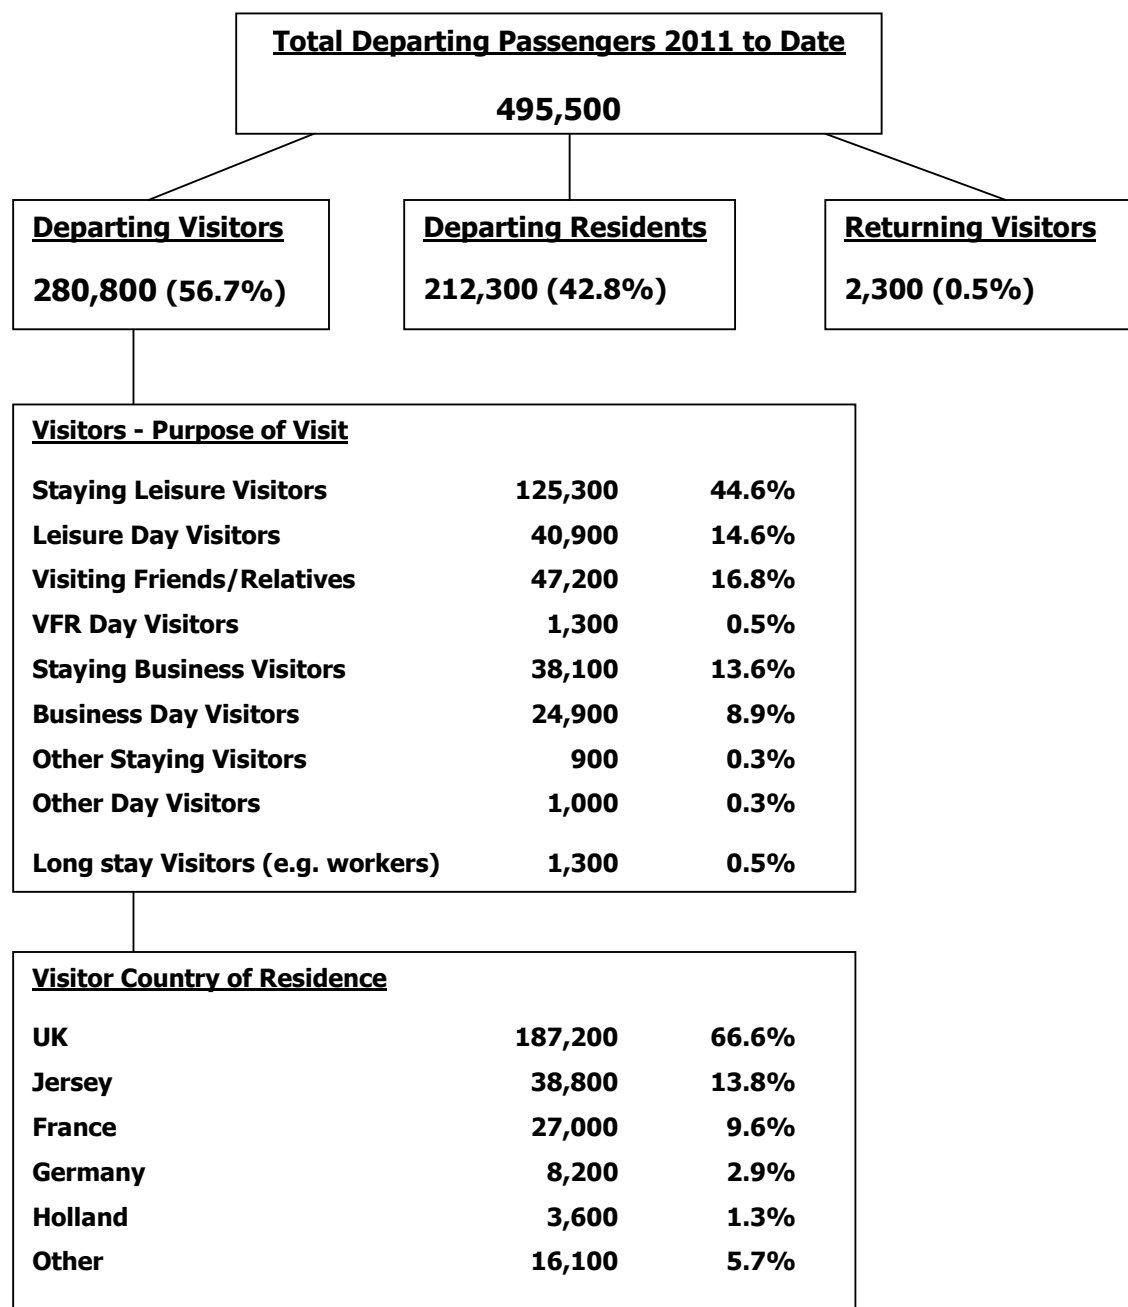 Total Departing Passengers 2011 to Date
495,500
Departing Visitors
280,800 (56.7%)
Departing Residents
212,300 (42.8%)
Returning Visitors
2,300 (0.5%)
Visitors - Purpose of Visit
Staying Leisure Visitors 125,300 44.6%
Leisure Day Visitors 40,900 14.6%
Visiting Friends/Relatives 47,200 16.8%
VFR Day Visitors 1,300 0.5%
Staying Business Visitors 38,100 13.6%
Business Day Visitors 24,900 8.9%
Other Staying Visitors 900 0.3%
Other Day Visitors 1,000 0.3%
Long stay Visitors (e.g. workers) 1,300 0.5%
Visitor Country of Residence
UK 187,200 66.6%
Jersey 38,800 13.8%
France 27,000 9.6%
Germany 8,200 2.9%
Holland 3,600 1.3%
Other 16,100 5.7%